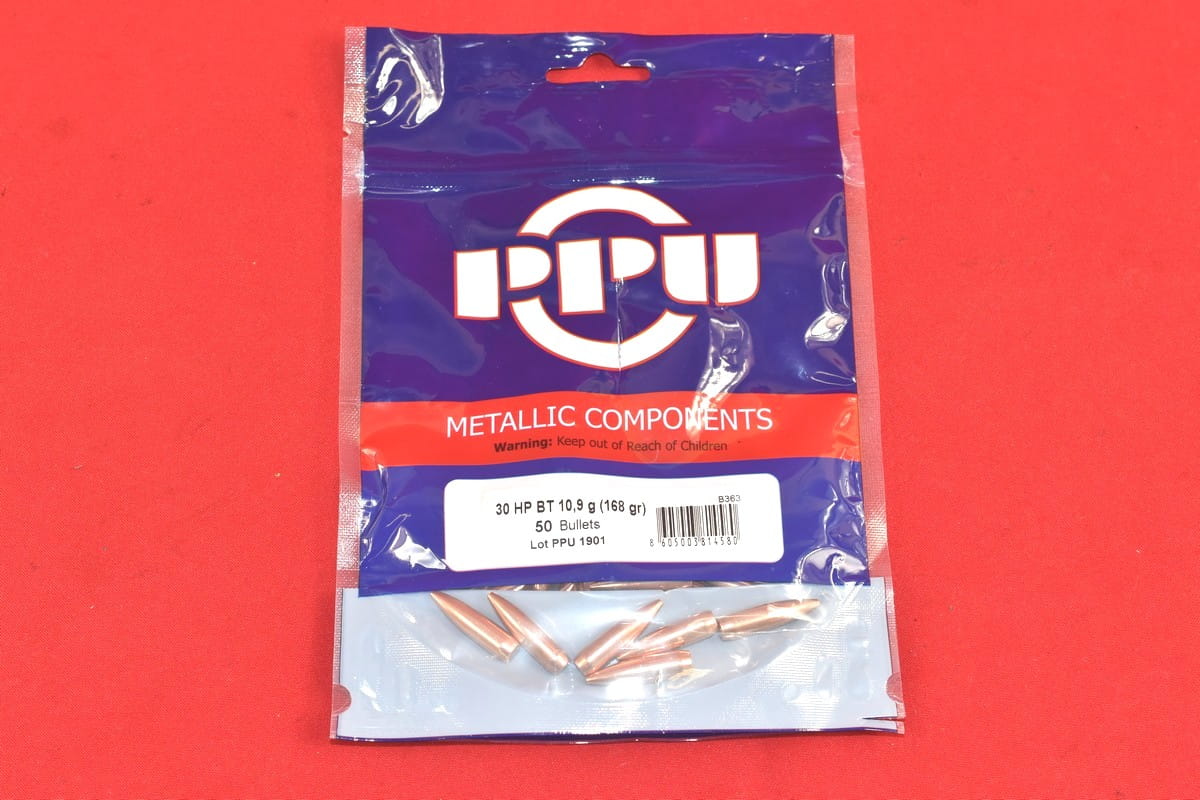 PPU
METALLIC COMPONENTS
Warning: Keep out of Reach of Children
30 HP BT 10,9 g (168 gr)
50 Bullets
Lot PPU 1901
B363
8 605003 814580